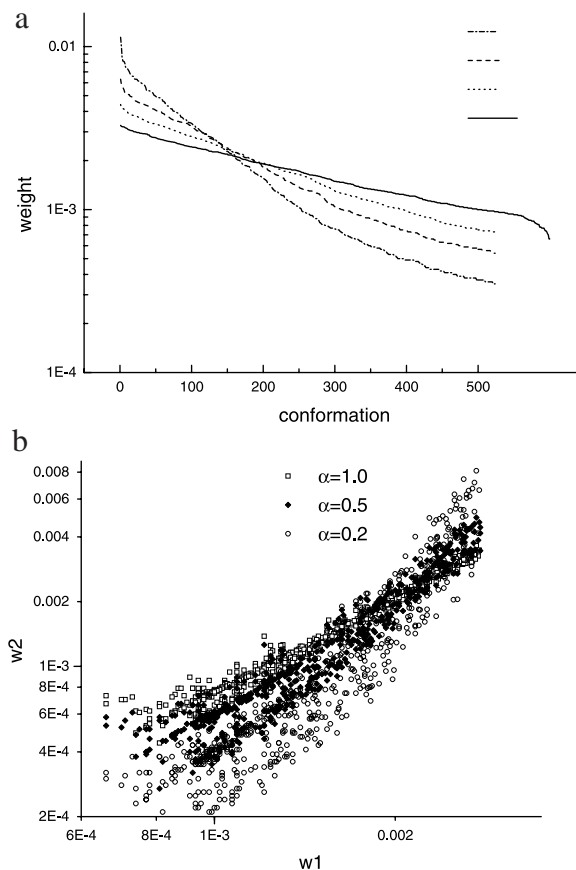 a
0.01
1E-3
1E-4
weight
0 100 200 300 400 500
conformation
b
0.008
0.006
0.004
0.002
1E-3
8E-4
6E-4
4E-4
2E-4
w2
α=1.0
α=0.5
α=0.2
6E-4 8E-4 1E-3 0.002
w1